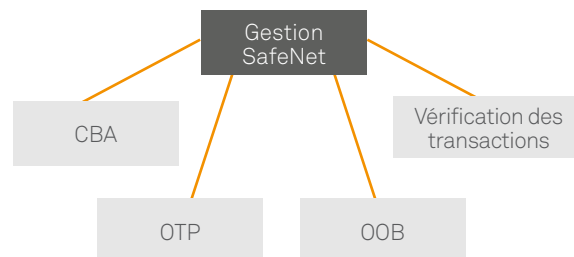 Gestion
SafeNet
CBA
Vérification des
transactions
OTP
OOB